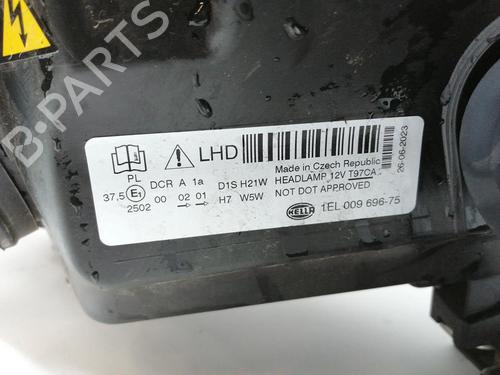 B-PARTS
LHD
Made in Czech Republic
HEADLAMP 12V T97CA
NOT DOT APPROVED
26-06-2023
PL
DCR A 1a D1S H21W
37,5 E1
2502 00 02 01 H7 W5W
HELLA 1EL 009 696-75